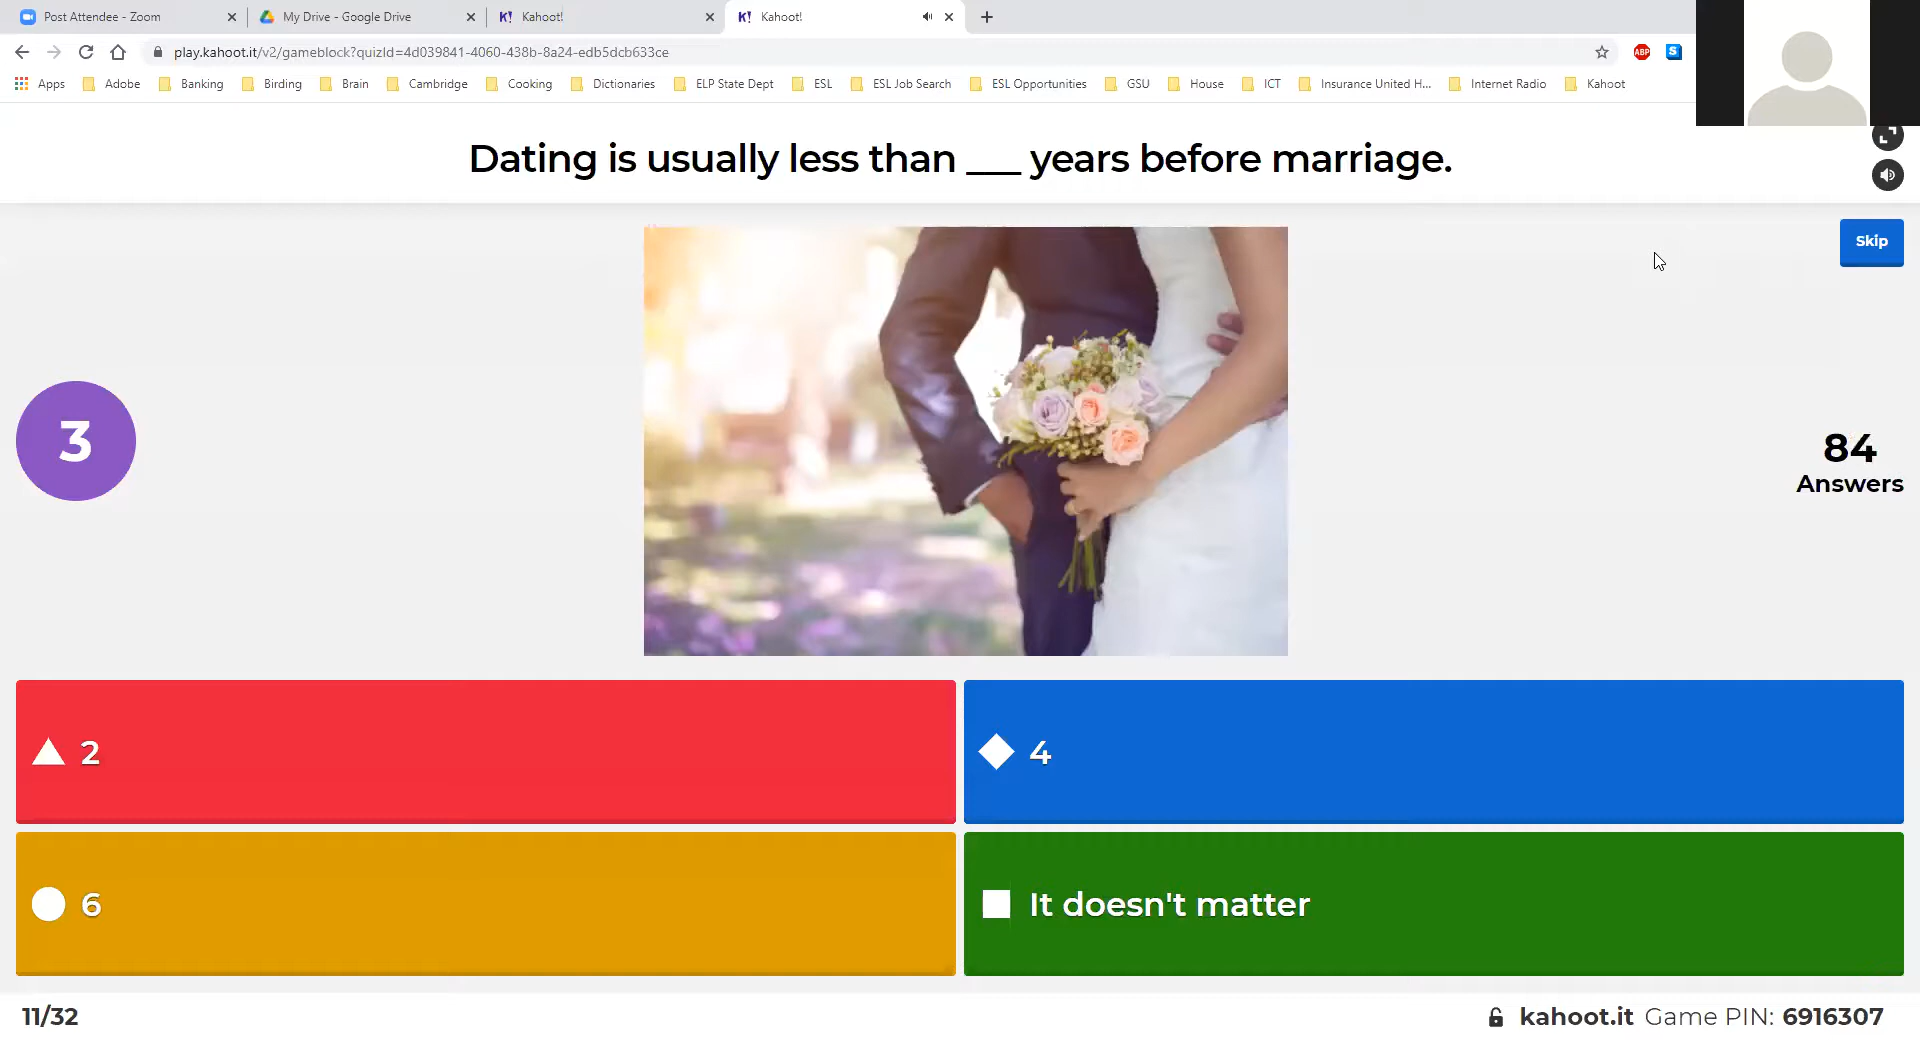 Post Attendee - Zoom
My Drive - Google Drive
K! Kahoot!
K! Kahoot!
play.kahoot.it/v2/gameblock?quizId=4d039841-4060-438b-8a24-edb5dcb633ce
ABP
S
Apps Adobe Banking Birding Brain Cambridge Cooking Dictionaries ELP State Dept ESL ESL Job Search ESL Opportunities GSU House ICT Insurance United H... Internet Radio Kahoot
Dating is usually less than ___ years before marriage.
Skip
3
84
Answers
2
4
6
It doesn't matter
11/32
kahoot.it Game PIN: 6916307